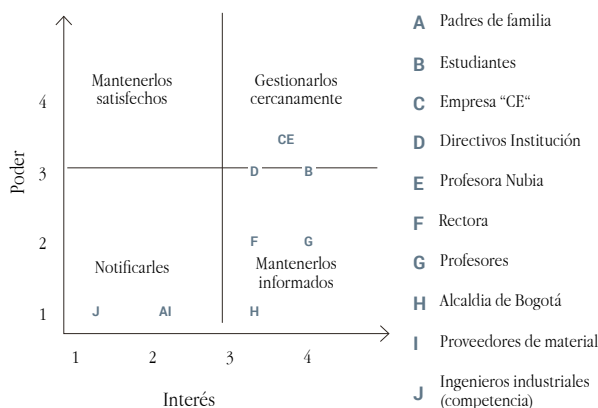 Poder
Interés
4
3
2
1
1
2
3
4
Mantenerlos
satisfechos
Gestionarlos
cercanamente
CE
D
B
F
G
Notificarles
Mantenerlos
informados
J
AI
H
A Padres de familia
B Estudiantes
C Empresa “CE“
D Directivos Institución
E Profesora Nubia
F Rectora
G Profesores
H Alcaldia de Bogotá
I Proveedores de material
J Ingenieros industriales
(competencia)